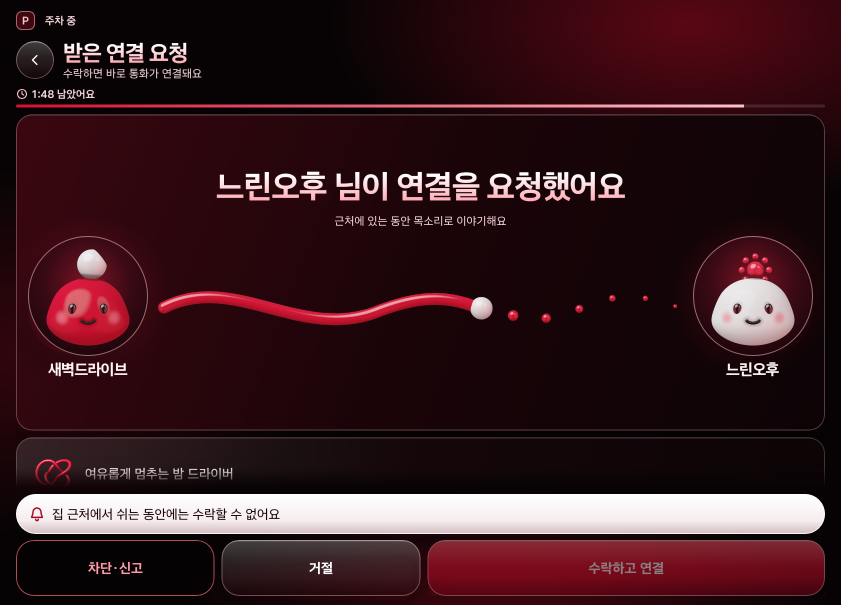 P 주차 중
받은 연결 요청
수락하면 바로 통화가 연결돼요
1:48 남았어요
느린오후 님이 연결을 요청했어요
근처에 있는 동안 목소리로 이야기해요
새벽드라이브
느린오후
여유롭게 멈추는 밤 드라이버
집 근처에서 쉬는 동안에는 수락할 수 없어요
차단·신고
거절
수락하고 연결